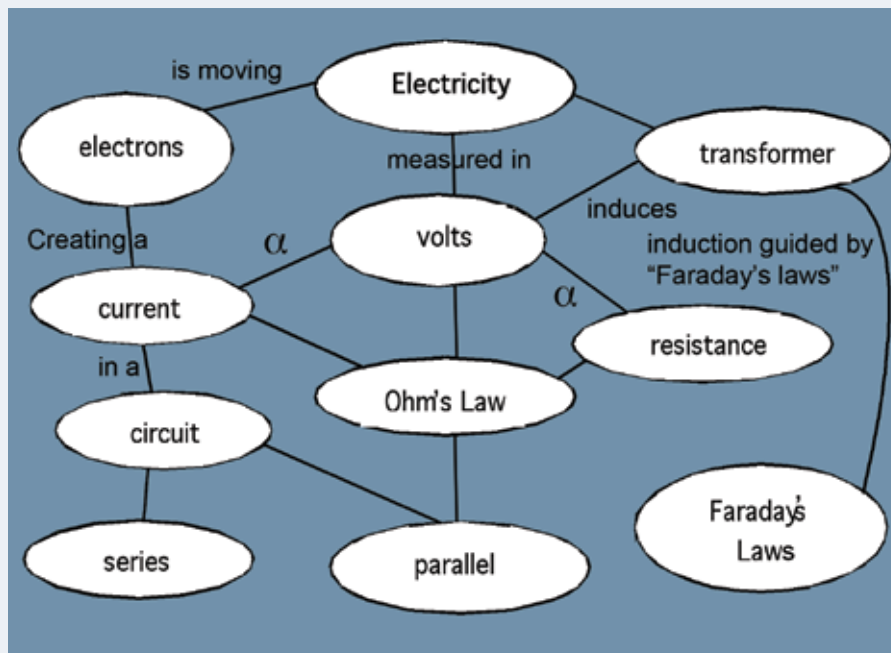 is moving
Electricity
electrons
transformer
measured in
induces
Creating a
α
volts
induction guided by
“Faraday's laws”
α
current
resistance
in a
Ohm's Law
circuit
Faraday's
Laws
series
parallel